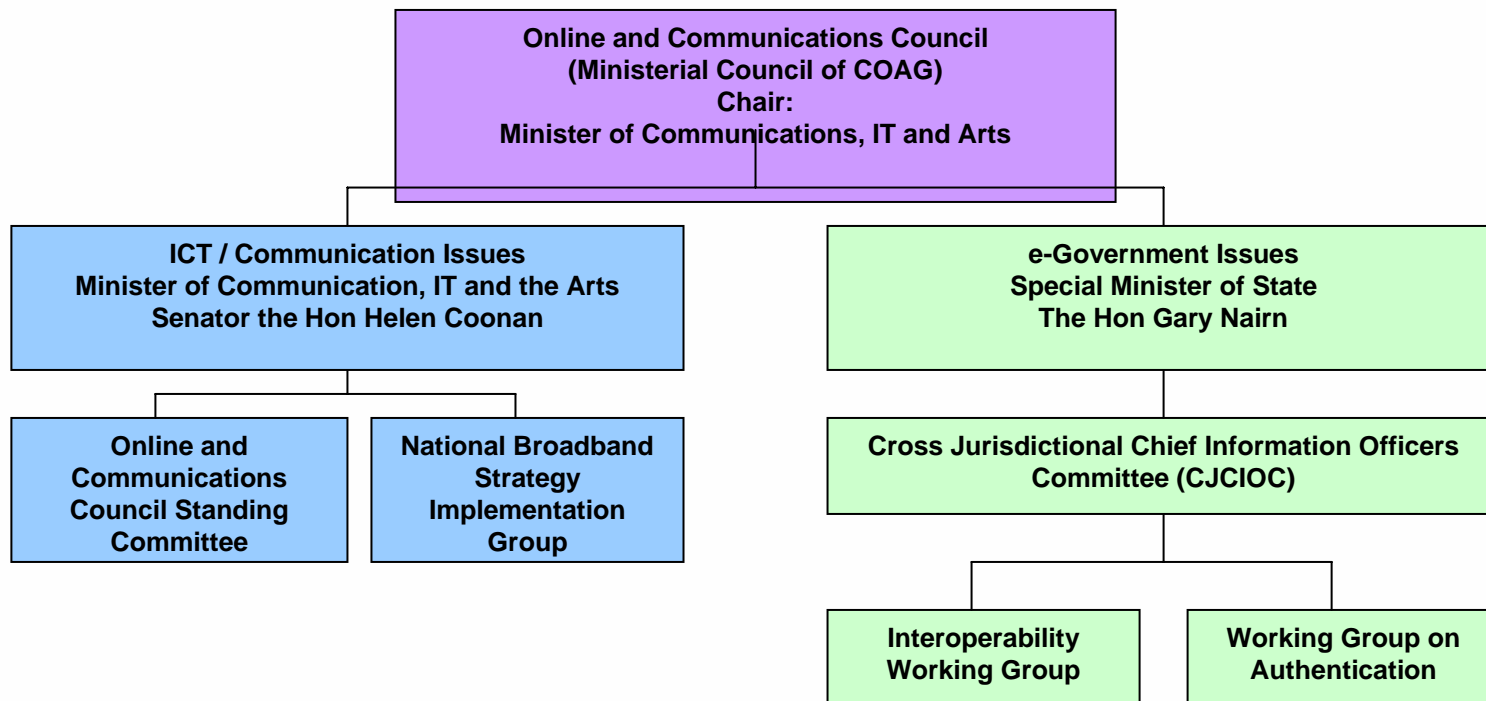 Online and Communications Council
(Ministerial Council of COAG)
Chair:
Minister of Communications, IT and Arts
ICT / Communication Issues
Minister of Communication, IT and the Arts
Senator the Hon Helen Coonan
e-Government Issues
Special Minister of State
The Hon Gary Nairn
Online and
Communications
Council Standing
Committee
National Broadband
Strategy
Implementation
Group
Cross Jurisdictional Chief Information Officers
Committee (CJCIOC)
Interoperability
Working Group
Working Group on
Authentication